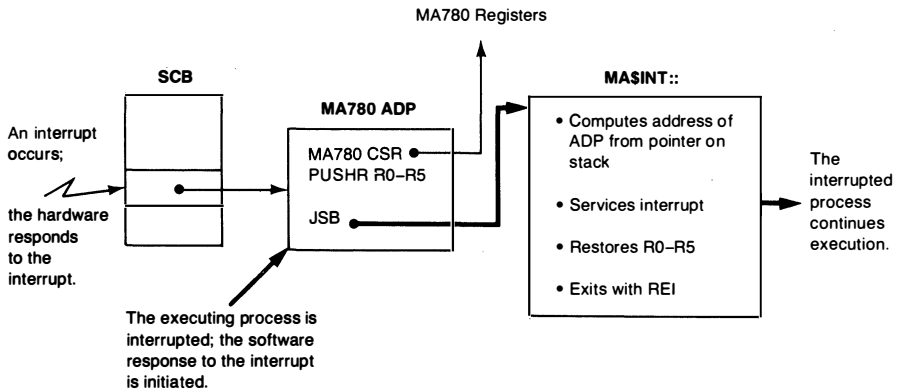 MA780 Registers
SCB
MA780 ADP
MA$INT::
An interrupt
occurs;
the hardware
responds
to the
interrupt.
MA780 CSR
PUSHR R0–R5
JSB
The executing process is
interrupted; the software
response to the interrupt
is initiated.
• Computes address of
ADP from pointer on
stack
• Services interrupt
• Restores R0–R5
• Exits with REI
The
interrupted
process
continues
execution.